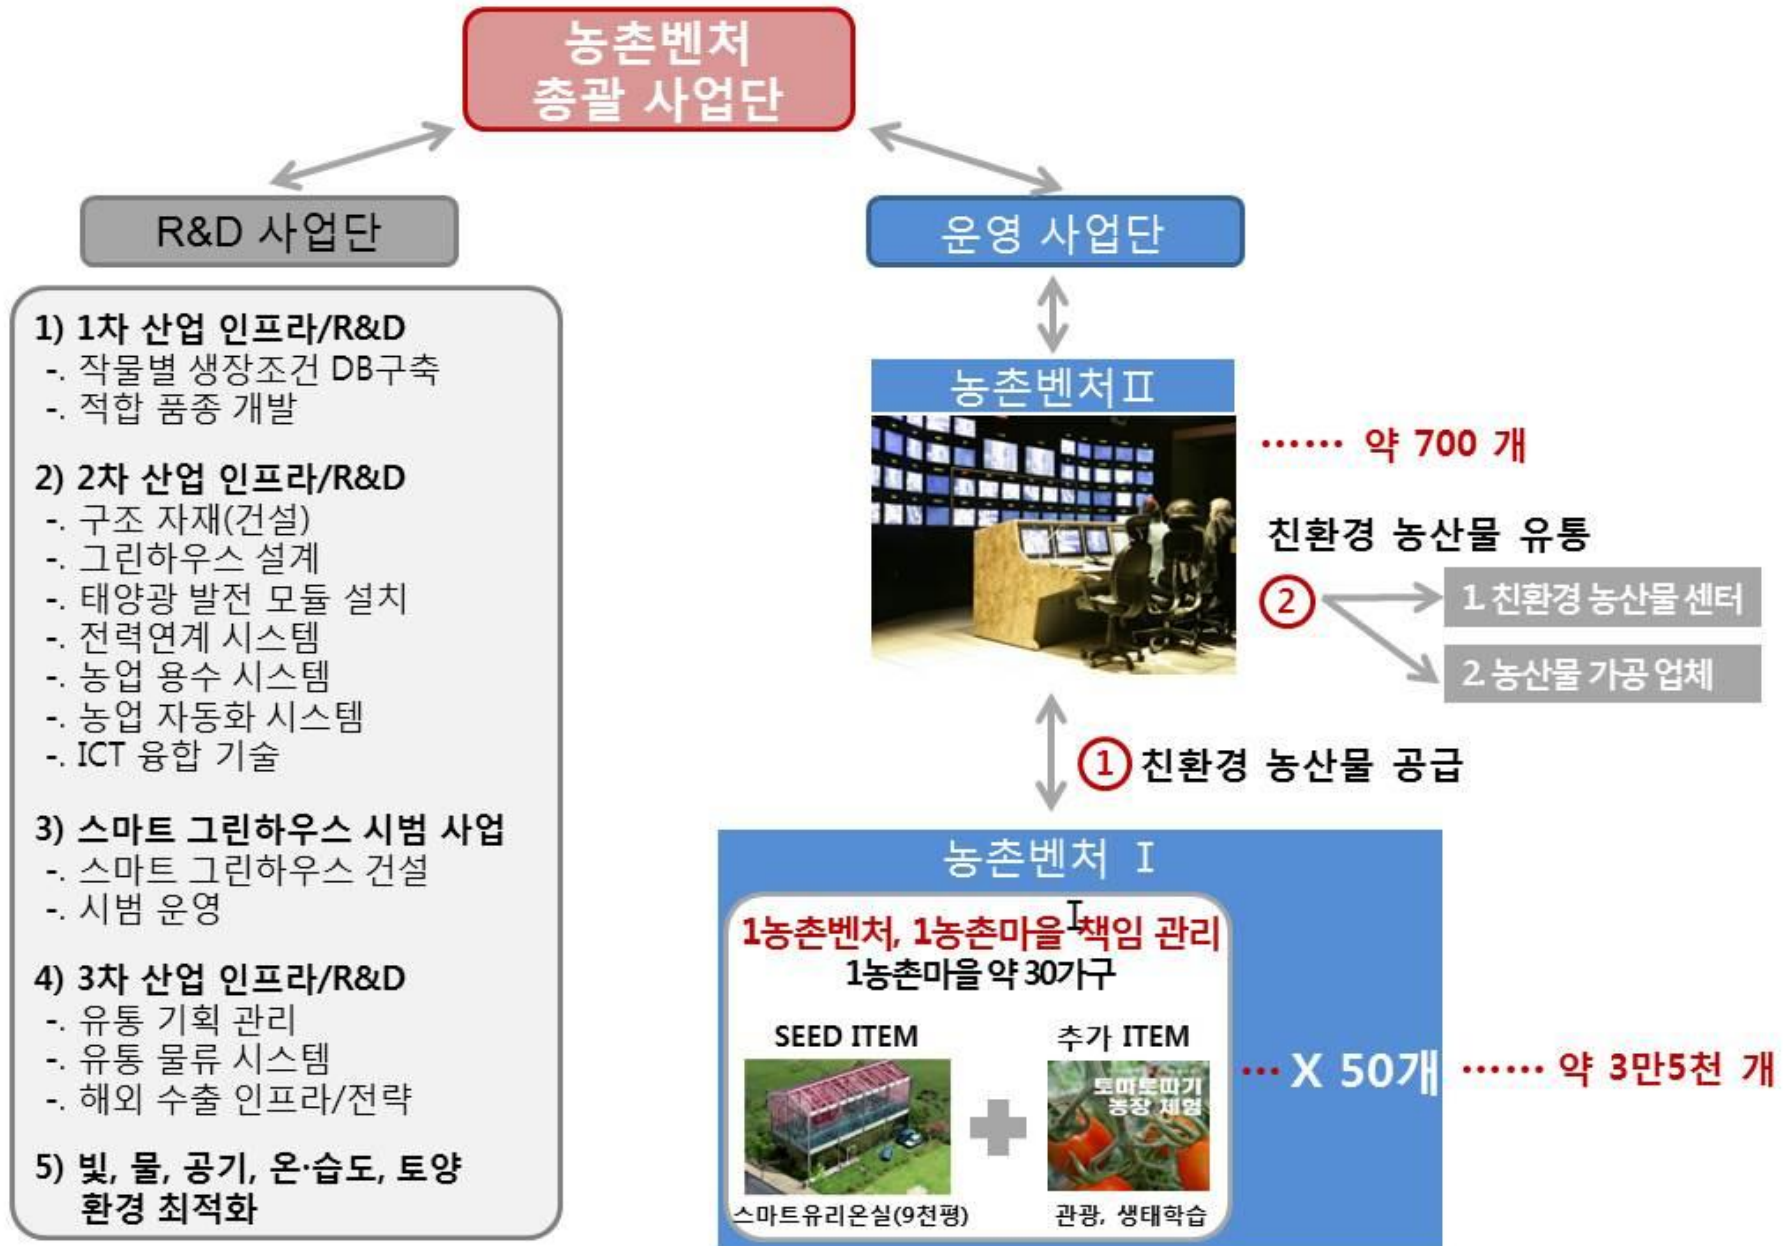 농촌벤처
총괄 사업단
R&D 사업단
1) 1차 산업 인프라/R&D
-. 작물별 생장조건 DB구축
-. 적합 품종 개발
2) 2차 산업 인프라/R&D
-. 구조 자재(건설)
-. 그린하우스 설계
-. 태양광 발전 모듈 설치
-. 전력연계 시스템
-. 농업 용수 시스템
-. 농업 자동화 시스템
-. ICT 융합 기술
3) 스마트 그린하우스 시범 사업
-. 스마트 그린하우스 건설
-. 시범 운영
4) 3차 산업 인프라/R&D
-. 유통 기획 관리
-. 유통 물류 시스템
-. 해외 수출 인프라/전략
5) 빛, 물, 공기, 온·습도, 토양
환경 최적화
운영 사업단
농촌벤처Ⅱ
…… 약 700 개
친환경 농산물 유통
②
1. 친환경 농산물 센터
2. 농산물 가공 업체
① 친환경 농산물 공급
농촌벤처 Ⅰ
1농촌벤처, 1농촌마을 책임 관리
1농촌마을 약 30가구
SEED ITEM
추가 ITEM
토마토따기
농장 체험
스마트유리온실(9천평)
관광, 생태학습
… X 50개 …… 약 3만5천 개